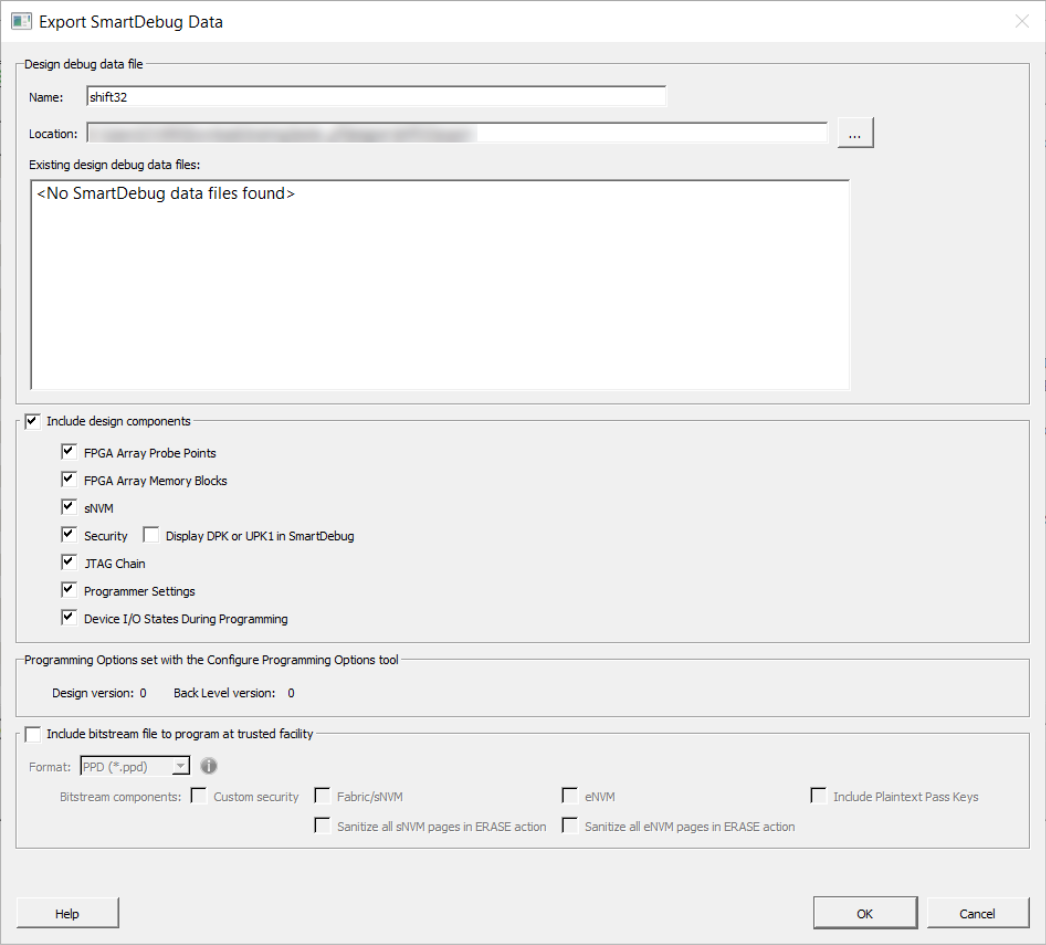 Export SmartDebug Data
Design debug data file
Name: shift32
Location: ...
Existing design debug data files:
<No SmartDebug data files found>
Include design components
FPGA Array Probe Points
FPGA Array Memory Blocks
sNVM
Security Display DPK or UPK1 in SmartDebug
JTAG Chain
Programmer Settings
Device I/O States During Programming
Programming Options set with the Configure Programming Options tool
Design version: 0 Back Level version: 0
Include bitstream file to program at trusted facility
Format: PPD (*.ppd)
Bitstream components: Custom security Fabric/sNVM eNVM Include Plaintext Pass Keys
Sanitize all sNVM pages in ERASE action Sanitize all eNVM pages in ERASE action
Help OK Cancel